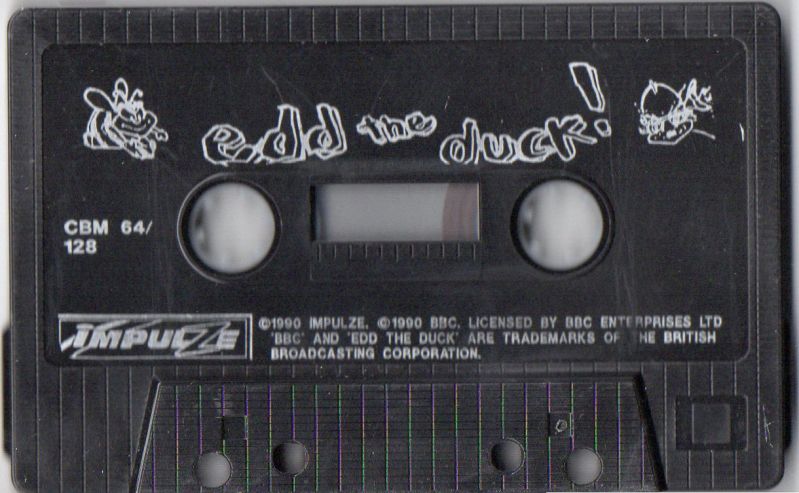 edd the duck!
CBM 64/
128
IMPULZE
©1990 IMPULZE. ©1990 BBC. LICENSED BY BBC ENTERPRISES LTD
'BBC' AND 'EDD THE DUCK' ARE TRADEMARKS OF THE BRITISH
BROADCASTING CORPORATION.